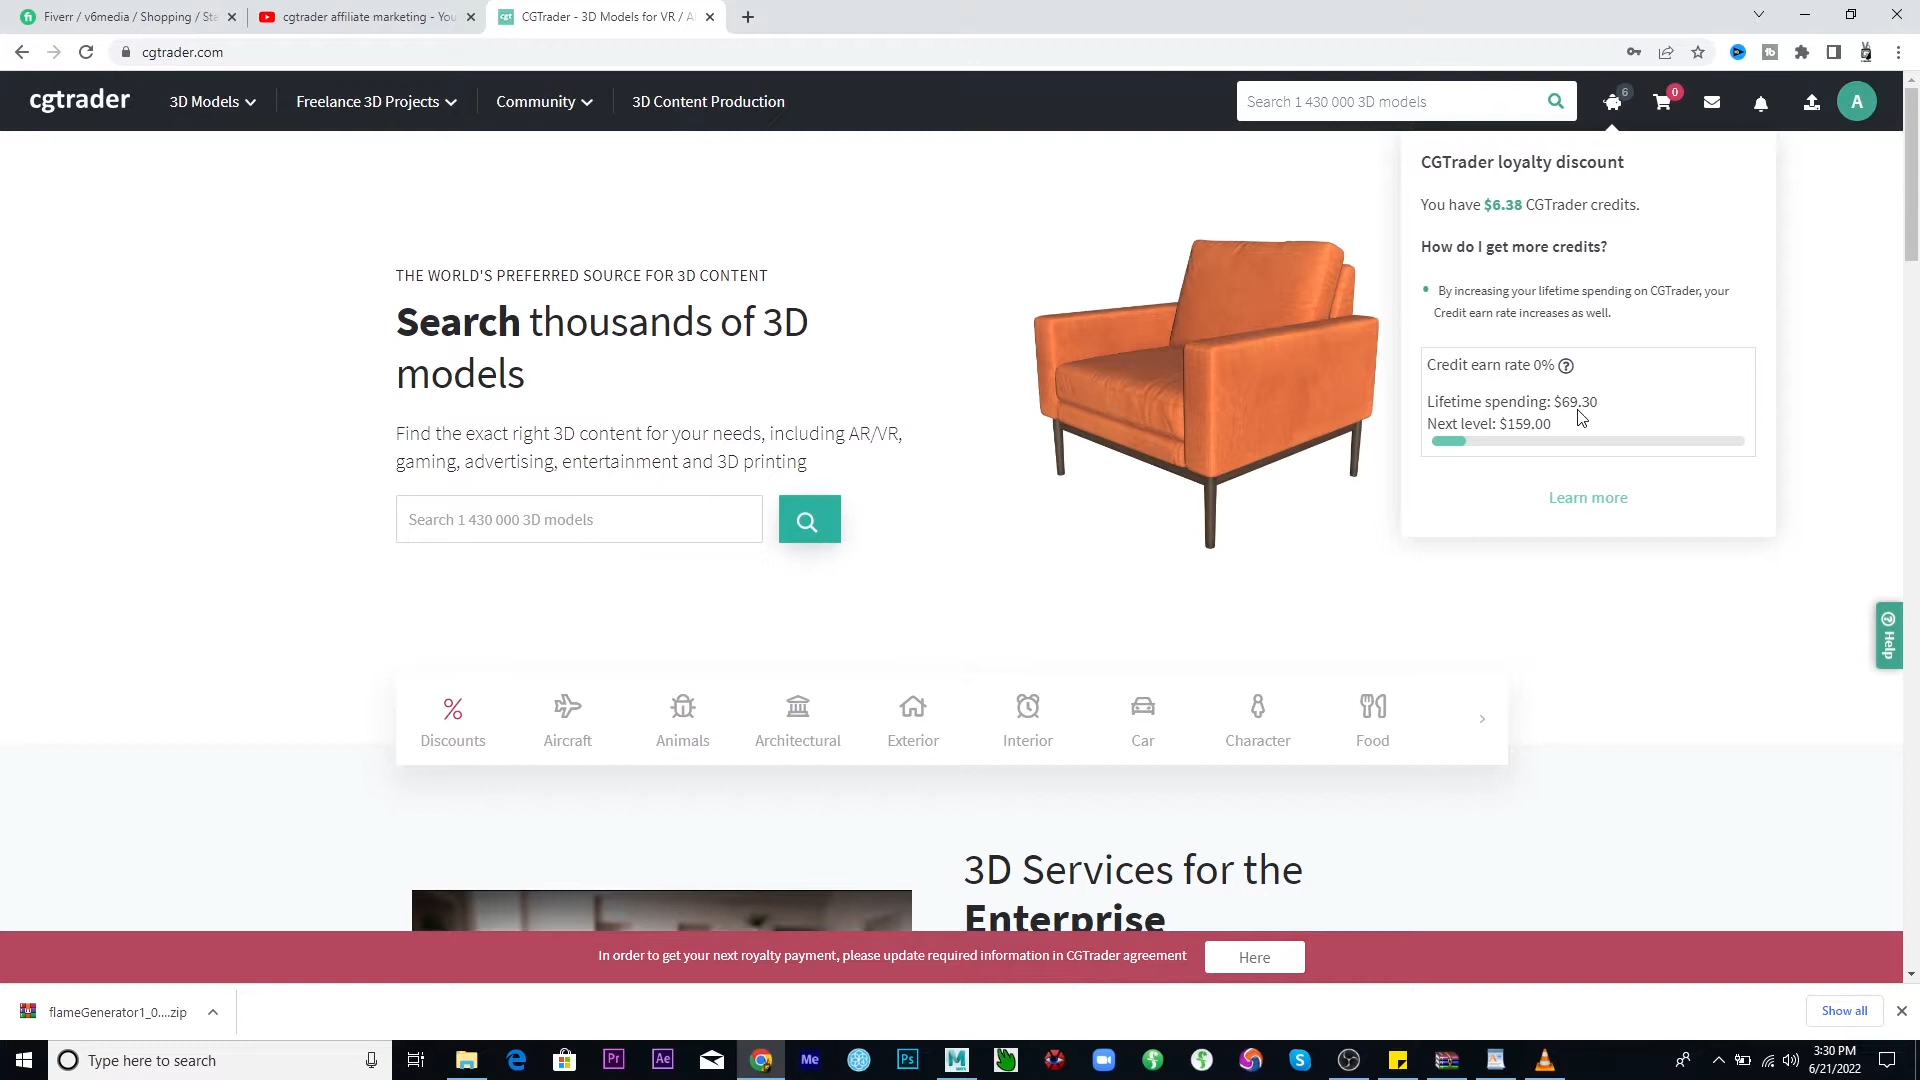 Fiverr / v6media / Shopping / Sta
cgtrader affiliate marketing - You
CGTrader - 3D Models for VR / A
cgtrader.com
cgtrader
3D Models
Freelance 3D Projects
Community
3D Content Production
Search 1 430 000 3D models
6
0
A
CGTrader loyalty discount
You have $6.38 CGTrader credits.
How do I get more credits?
By increasing your lifetime spending on CGTrader, your
Credit earn rate increases as well.
Credit earn rate 0%
Lifetime spending: $69.30
Next level: $159.00
Learn more
THE WORLD'S PREFERRED SOURCE FOR 3D CONTENT
Search thousands of 3D
models
Find the exact right 3D content for your needs, including AR/VR,
gaming, advertising, entertainment and 3D printing
Search 1 430 000 3D models
Help
Discounts
Aircraft
Animals
Architectural
Exterior
Interior
Car
Character
Food
3D Services for the
Enterprise
In order to get your next royalty payment, please update required information in CGTrader agreement
Here
flameGenerator1_0....zip
Show all
Type here to search
Pr
Ae
Me
Ps
3:30 PM
6/21/2022